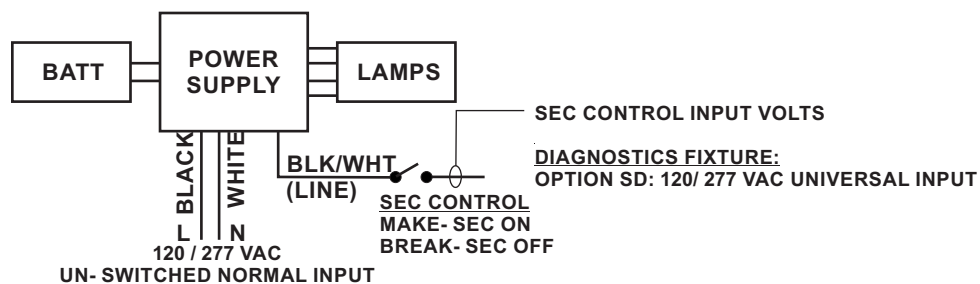 BATT
POWER
SUPPLY
LAMPS
SEC CONTROL INPUT VOLTS
DIAGNOSTICS FIXTURE:
OPTION SD: 120/ 277 VAC UNIVERSAL INPUT
BLACK
WHITE
BLK/WHT
(LINE)
SEC CONTROL
MAKE- SEC ON
BREAK- SEC OFF
L N
120 / 277 VAC
UN- SWITCHED NORMAL INPUT